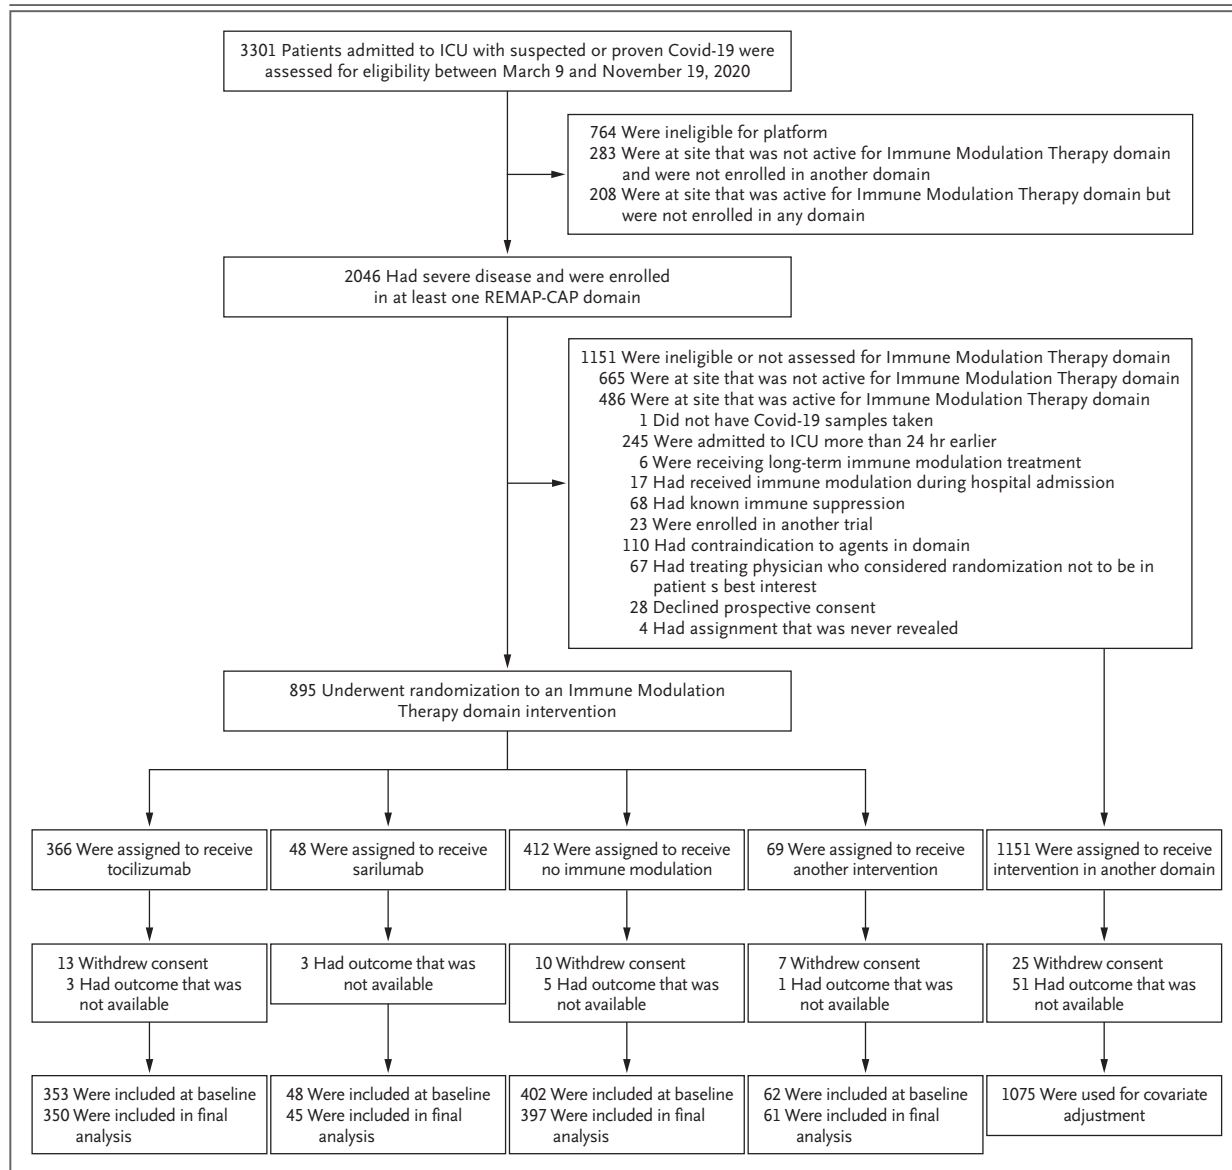 3301 Patients admitted to ICU with suspected or proven Covid-19 were
assessed for eligibility between March 9 and November 19, 2020
764 Were ineligible for platform
283 Were at site that was not active for Immune Modulation Therapy domain
and were not enrolled in another domain
208 Were at site that was active for Immune Modulation Therapy domain but
were not enrolled in any domain
2046 Had severe disease and were enrolled
in at least one REMAP-CAP domain
1151 Were ineligible or not assessed for Immune Modulation Therapy domain
665 Were at site that was not active for Immune Modulation Therapy domain
486 Were at site that was active for Immune Modulation Therapy domain
1 Did not have Covid-19 samples taken
245 Were admitted to ICU more than 24 hr earlier
6 Were receiving long-term immune modulation treatment
17 Had received immune modulation during hospital admission
68 Had known immune suppression
23 Were enrolled in another trial
110 Had contraindication to agents in domain
67 Had treating physician who considered randomization not to be in
patient s best interest
28 Declined prospective consent
4 Had assignment that was never revealed
895 Underwent randomization to an Immune Modulation
Therapy domain intervention
366 Were assigned to receive
tocilizumab
48 Were assigned to receive
sarilumab
412 Were assigned to receive
no immune modulation
69 Were assigned to receive
another intervention
1151 Were assigned to receive
intervention in another domain
13 Withdrew consent
3 Had outcome that was
not available
3 Had outcome that was
not available
10 Withdrew consent
5 Had outcome that was
not available
7 Withdrew consent
1 Had outcome that was
not available
25 Withdrew consent
51 Had outcome that was
not available
353 Were included at baseline
350 Were included in final
analysis
48 Were included at baseline
45 Were included in final
analysis
402 Were included at baseline
397 Were included in final
analysis
62 Were included at baseline
61 Were included in final
analysis
1075 Were used for covariate
adjustment